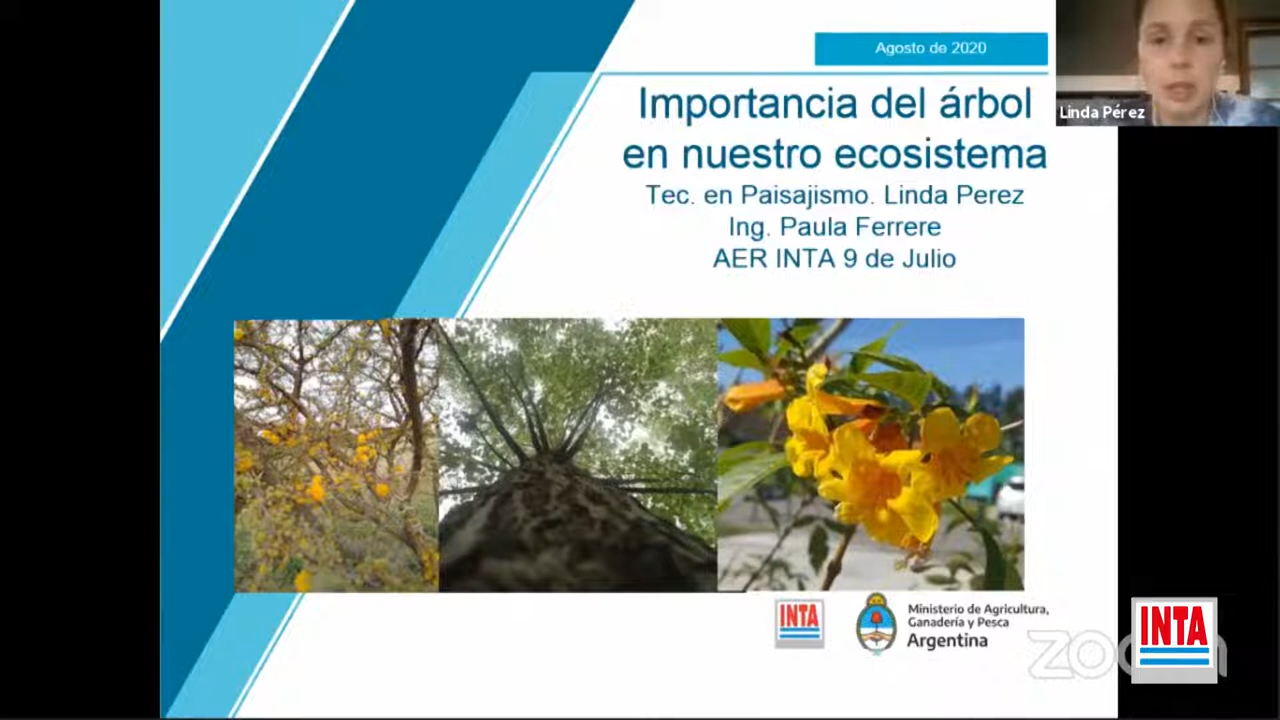 Agosto de 2020
Importancia del árbol
en nuestro ecosistema
Tec. en Paisajismo. Linda Perez
Ing. Paula Ferrere
AER INTA 9 de Julio
Linda Pérez
INTA
Ministerio de Agricultura,
Ganadería y Pesca
Argentina
zoom
INTA